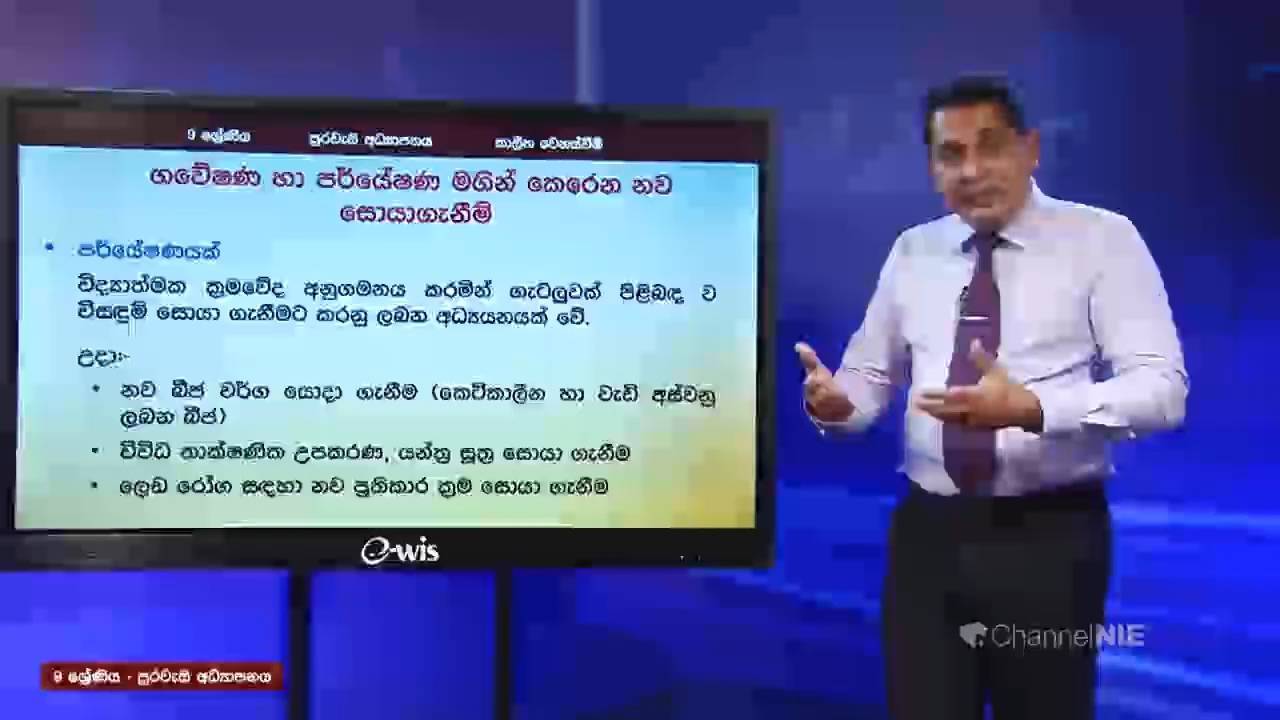 9 ශ්‍රේණිය පුරවැසි අධ්‍යාපනය කාලීන වෙනස්වීම්
ගවේෂණ හා පර්යේෂණ මගින් කෙරෙන නව
සොයාගැනීම්
• පර්යේෂණයක්
විද්‍යාත්මක ක්‍රමවේද අනුගමනය කරමින් ගැටලුවක් පිළිබඳ ව
විසඳුම් සොයා ගැනීමට කරනු ලබන අධ්‍යයනයක් වේ.
උදා:-
• නව බීජ වර්ග යොදා ගැනීම (කෙටිකාලීන හා වැඩි අස්වනු
ලබන බීජ)
• විවිධ තාක්ෂණික උපකරණ, යන්ත්‍ර සූත්‍ර සොයා ගැනීම
• ලෙඩ රෝග සඳහා නව ප්‍රතිකාර ක්‍රම සොයා ගැනීම
e-wis
ChannelNIE
9 ශ්‍රේණිය - පුරවැසි අධ්‍යාපනය